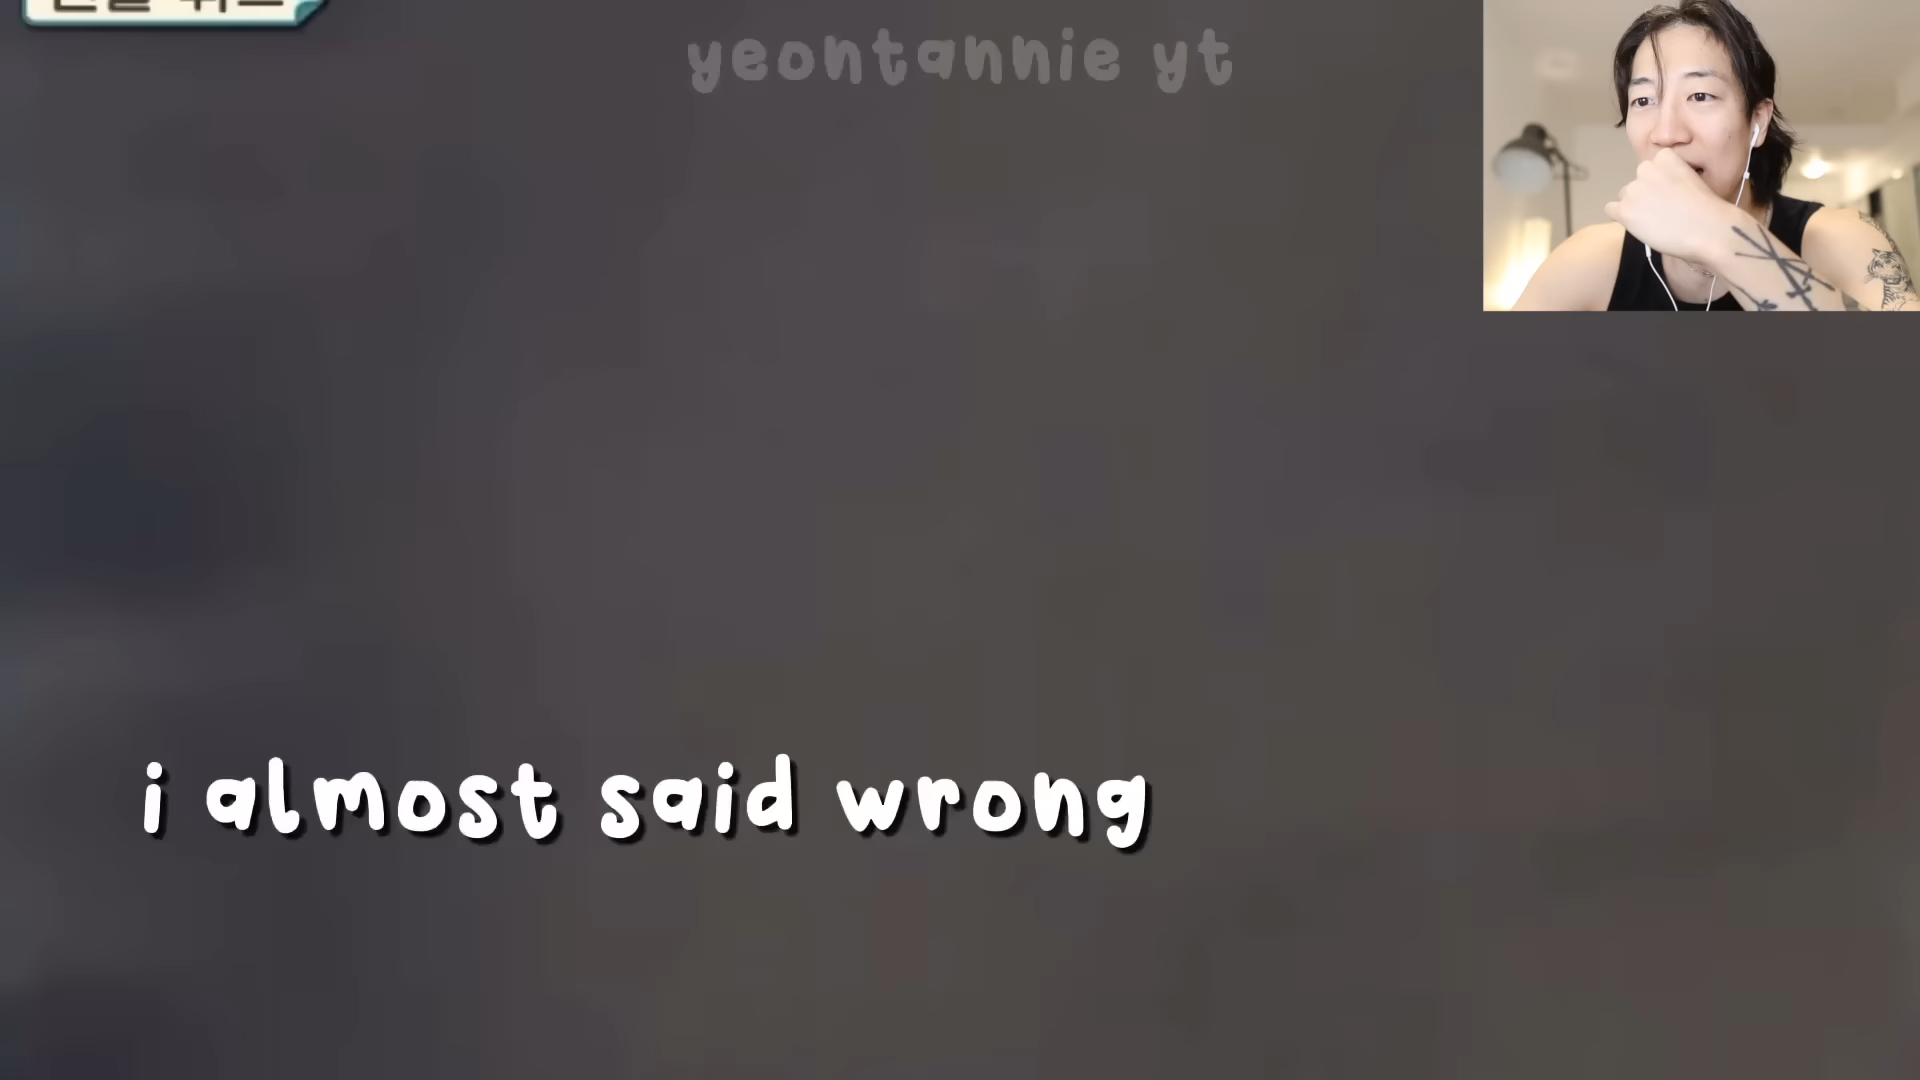 yeontannie yt
i almost said wrong